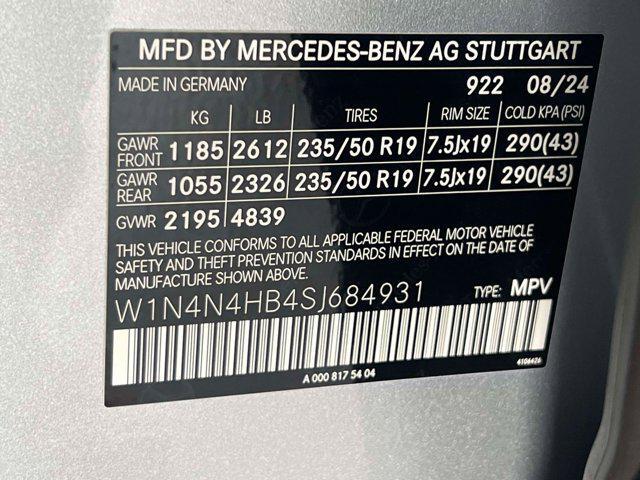 MFD BY MERCEDES-BENZ AG STUTTGART
MADE IN GERMANY 922 08/24
KG LB TIRES RIM SIZE COLD KPA(PSI)
GAWR FRONT 1185 2612 235/50 R19 7.5Jx19 290(43)
GAWR REAR 1055 2326 235/50 R19 7.5Jx19 290(43)
GVWR 2195 4839
THIS VEHICLE CONFORMS TO ALL APPLICABLE FEDERAL MOTOR VEHICLE
SAFETY AND THEFT PREVENTION STANDARDS IN EFFECT ON THE DATE OF
MANUFACTURE SHOWN ABOVE.
W1N4N4HB4SJ684931 TYPE: MPV
4106626
A 000 817 54 04